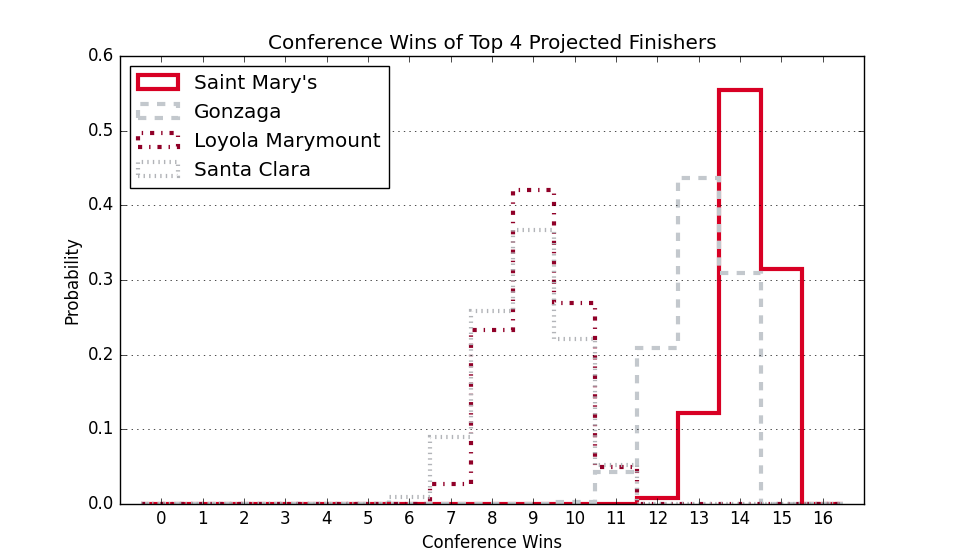 Conference Wins of Top 4 Projected Finishers
0.6
Saint Mary's
Gonzaga
Loyola Marymount
Santa Clara
0.5
0.4
0.3
0.2
0.1
0.0
Probability
0 1 2 3 4 5 6 7 8 9 10 11 12 13 14 15 16
Conference Wins